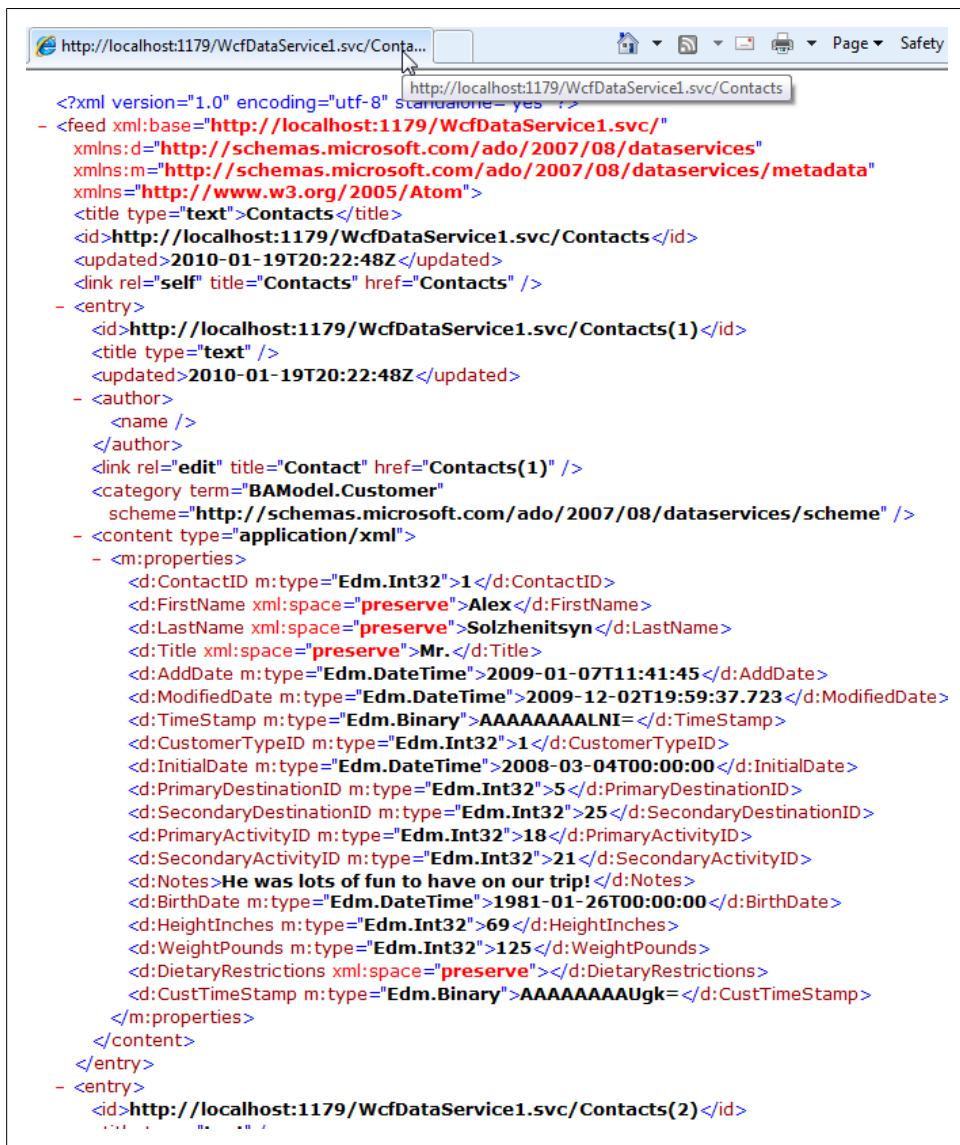 http://localhost:1179/WcfDataService1.svc/Conta...
Page
Safety
http://localhost:1179/WcfDataService1.svc/Contacts
<?xml version="1.0" encoding="utf-8" standalone="yes" ?>
- <feed xml:base="http://localhost:1179/WcfDataService1.svc/"
xmlns:d="http://schemas.microsoft.com/ado/2007/08/dataservices"
xmlns:m="http://schemas.microsoft.com/ado/2007/08/dataservices/metadata"
xmlns="http://www.w3.org/2005/Atom">
<title type="text">Contacts</title>
<id>http://localhost:1179/WcfDataService1.svc/Contacts</id>
<updated>2010-01-19T20:22:48Z</updated>
<link rel="self" title="Contacts" href="Contacts" />
- <entry>
<id>http://localhost:1179/WcfDataService1.svc/Contacts(1)</id>
<title type="text" />
<updated>2010-01-19T20:22:48Z</updated>
- <author>
<name />
</author>
<link rel="edit" title="Contact" href="Contacts(1)" />
<category term="BAModel.Customer"
scheme="http://schemas.microsoft.com/ado/2007/08/dataservices/scheme" />
- <content type="application/xml">
- <m:properties>
<d:ContactID m:type="Edm.Int32">1</d:ContactID>
<d:FirstName xml:space="preserve">Alex</d:FirstName>
<d:LastName xml:space="preserve">Solzhenitsyn</d:LastName>
<d:Title xml:space="preserve">Mr.</d:Title>
<d:AddDate m:type="Edm.DateTime">2009-01-07T11:41:45</d:AddDate>
<d:ModifiedDate m:type="Edm.DateTime">2009-12-02T19:59:37.723</d:ModifiedDate>
<d:TimeStamp m:type="Edm.Binary">AAAAAAAALNI=</d:TimeStamp>
<d:CustomerTypeID m:type="Edm.Int32">1</d:CustomerTypeID>
<d:InitialDate m:type="Edm.DateTime">2008-03-04T00:00:00</d:InitialDate>
<d:PrimaryDestinationID m:type="Edm.Int32">5</d:PrimaryDestinationID>
<d:SecondaryDestinationID m:type="Edm.Int32">25</d:SecondaryDestinationID>
<d:PrimaryActivityID m:type="Edm.Int32">18</d:PrimaryActivityID>
<d:SecondaryActivityID m:type="Edm.Int32">21</d:SecondaryActivityID>
<d:Notes>He was lots of fun to have on our trip!</d:Notes>
<d:BirthDate m:type="Edm.DateTime">1981-01-26T00:00:00</d:BirthDate>
<d:HeightInches m:type="Edm.Int32">69</d:HeightInches>
<d:WeightPounds m:type="Edm.Int32">125</d:WeightPounds>
<d:DietaryRestrictions xml:space="preserve"></d:DietaryRestrictions>
<d:CustTimeStamp m:type="Edm.Binary">AAAAAAAAUgk=</d:CustTimeStamp>
</m:properties>
</content>
</entry>
- <entry>
<id>http://localhost:1179/WcfDataService1.svc/Contacts(2)</id>